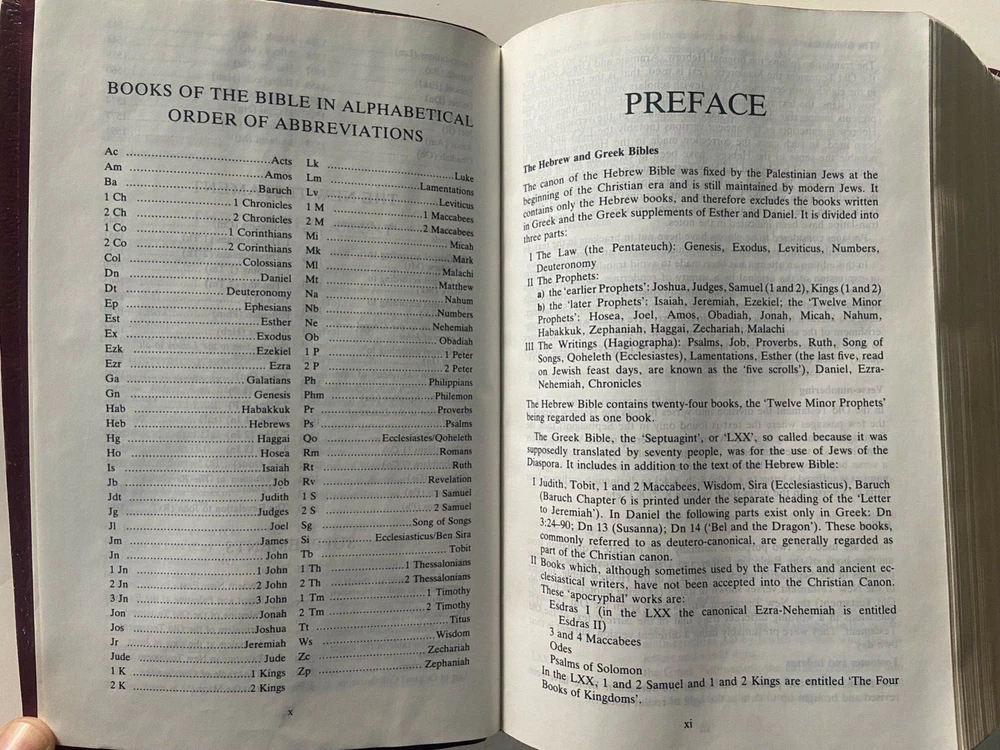 BOOKS OF THE BIBLE IN ALPHABETICAL
ORDER OF ABBREVIATIONS
Ac ........ Acts
Am ........ Amos
Ba ........ Baruch
1 Ch ........ 1 Chronicles
2 Ch ........ 2 Chronicles
1 Co ........ 1 Corinthians
2 Co ........ 2 Corinthians
Col ........ Colossians
Dn ........ Daniel
Dt ........ Deuteronomy
Ep ........ Ephesians
Est ........ Esther
Ex ........ Exodus
Ezk ........ Ezekiel
Ezr ........ Ezra
Ga ........ Galatians
Gn ........ Genesis
Hab ........ Habakkuk
Heb ........ Hebrews
Hg ........ Haggai
Ho ........ Hosea
Is ........ Isaiah
Jb ........ Job
Jdt ........ Judith
Jg ........ Judges
Jl ........ Joel
Jm ........ James
Jn ........ John
1 Jn ........ 1 John
2 Jn ........ 2 John
3 Jn ........ 3 John
Jon ........ Jonah
Jos ........ Joshua
Jr ........ Jeremiah
Jude ........ Jude
1 K ........ 1 Kings
2 K ........ 2 Kings
Lk ........ Luke
Lm ........ Lamentations
Lv ........ Leviticus
1 M ........ 1 Maccabees
2 M ........ 2 Maccabees
Mi ........ Micah
Mk ........ Mark
Ml ........ Malachi
Mt ........ Matthew
Na ........ Nahum
Nb ........ Numbers
Ne ........ Nehemiah
Ob ........ Obadiah
1 P ........ 1 Peter
2 P ........ 2 Peter
Ph ........ Philippians
Phm ........ Philemon
Pr ........ Proverbs
Ps ........ Psalms
Qo ........ Ecclesiastes/Qoheleth
Rm ........ Romans
Rt ........ Ruth
Rv ........ Revelation
1 S ........ 1 Samuel
2 S ........ 2 Samuel
Sg ........ Song of Songs
Si ........ Ecclesiasticus/Ben Sira
Tb ........ Tobit
1 Th ........ 1 Thessalonians
2 Th ........ 2 Thessalonians
1 Tm ........ 1 Timothy
2 Tm ........ 2 Timothy
Tt ........ Titus
Ws ........ Wisdom
Zc ........ Zechariah
Zp ........ Zephaniah
x
PREFACE
The Hebrew and Greek Bibles
The canon of the Hebrew Bible was fixed by the Palestinian Jews at the
beginning of the Christian era and is still maintained by modern Jews. It
contains only the Hebrew books, and therefore excludes the books written
in Greek and the Greek supplements of Esther and Daniel. It is divided into
three parts:
I The Law (the Pentateuch): Genesis, Exodus, Leviticus, Numbers,
Deuteronomy
II The Prophets:
a) the ‘earlier Prophets’: Joshua, Judges, Samuel (1 and 2), Kings (1 and 2)
b) the ‘later Prophets’: Isaiah, Jeremiah, Ezekiel; the ‘Twelve Minor
Prophets’: Hosea, Joel, Amos, Obadiah, Jonah, Micah, Nahum,
Habakkuk, Zephaniah, Haggai, Zechariah, Malachi
III The Writings (Hagiographa): Psalms, Job, Proverbs, Ruth, Song of
Songs, Qoheleth (Ecclesiastes), Lamentations, Esther (the last five, read
on Jewish feast days, are known as the ‘five scrolls’), Daniel, Ezra-
Nehemiah, Chronicles
The Hebrew Bible contains twenty-four books, the ‘Twelve Minor Prophets’
being regarded as one book.
The Greek Bible, the ‘Septuagint’, or ‘LXX’, so called because it was
supposedly translated by seventy people, was for the use of Jews of the
Diaspora. It includes in addition to the text of the Hebrew Bible:
I Judith, Tobit, 1 and 2 Maccabees, Wisdom, Sira (Ecclesiasticus), Baruch
(Baruch Chapter 6 is printed under the separate heading of the ‘Letter
to Jeremiah’). In Daniel the following parts exist only in Greek: Dn
3:24-90; Dn 13 (Susanna); Dn 14 (‘Bel and the Dragon’). These books,
commonly referred to as deutero-canonical, are generally regarded as
part of the Christian canon.
II Books which, although sometimes used by the Fathers and ancient ec-
clesiastical writers, have not been accepted into the Christian Canon.
These ‘apocryphal’ works are:
Esdras I (in the LXX the canonical Ezra-Nehemiah is entitled
Esdras II)
3 and 4 Maccabees
Odes
Psalms of Solomon
In the LXX, 1 and 2 Samuel and 1 and 2 Kings are entitled ‘The Four
Books of Kingdoms’.
xi